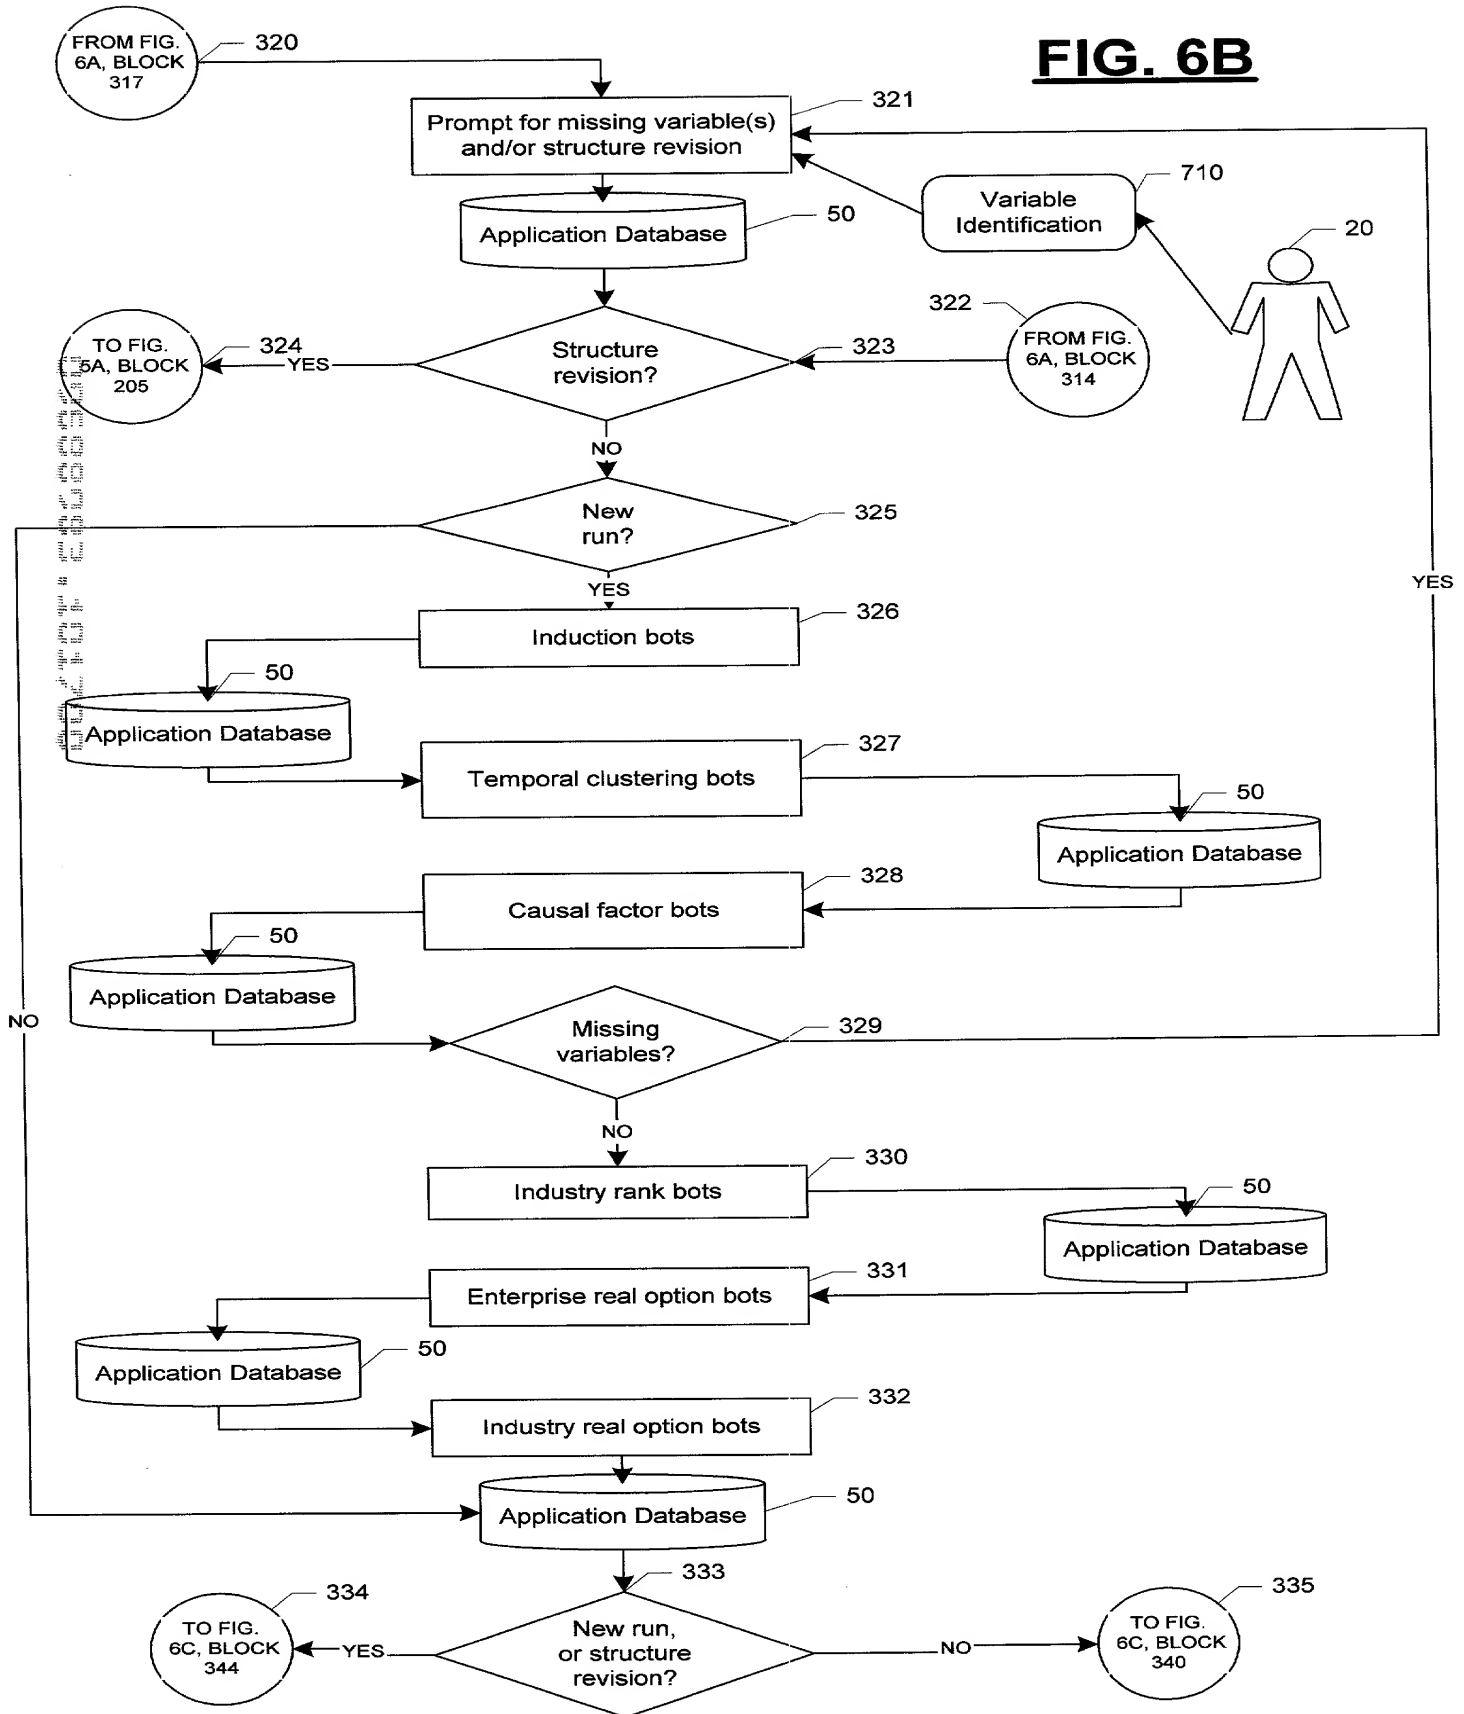 FROM FIG.
6A, BLOCK
317
320
FIG. 6B
321
Prompt for missing variable(s)
and/or structure revision
710
Variable
Identification
50
Application Database
20
322
TO FIG.
5A, BLOCK
205
324
YES
Structure
revision?
323
FROM FIG.
6A, BLOCK
314
NO
New
run?
325
YES
YES
326
Induction bots
50
Application Database
327
Temporal clustering bots
50
Application Database
328
Causal factor bots
50
Application Database
NO
Missing
variables?
329
NO
330
Industry rank bots
50
Application Database
331
Enterprise real option bots
50
Application Database
332
Industry real option bots
50
Application Database
333
334
335
TO FIG.
6C, BLOCK
344
YES
New run,
or structure
revision?
NO
TO FIG.
6C, BLOCK
340